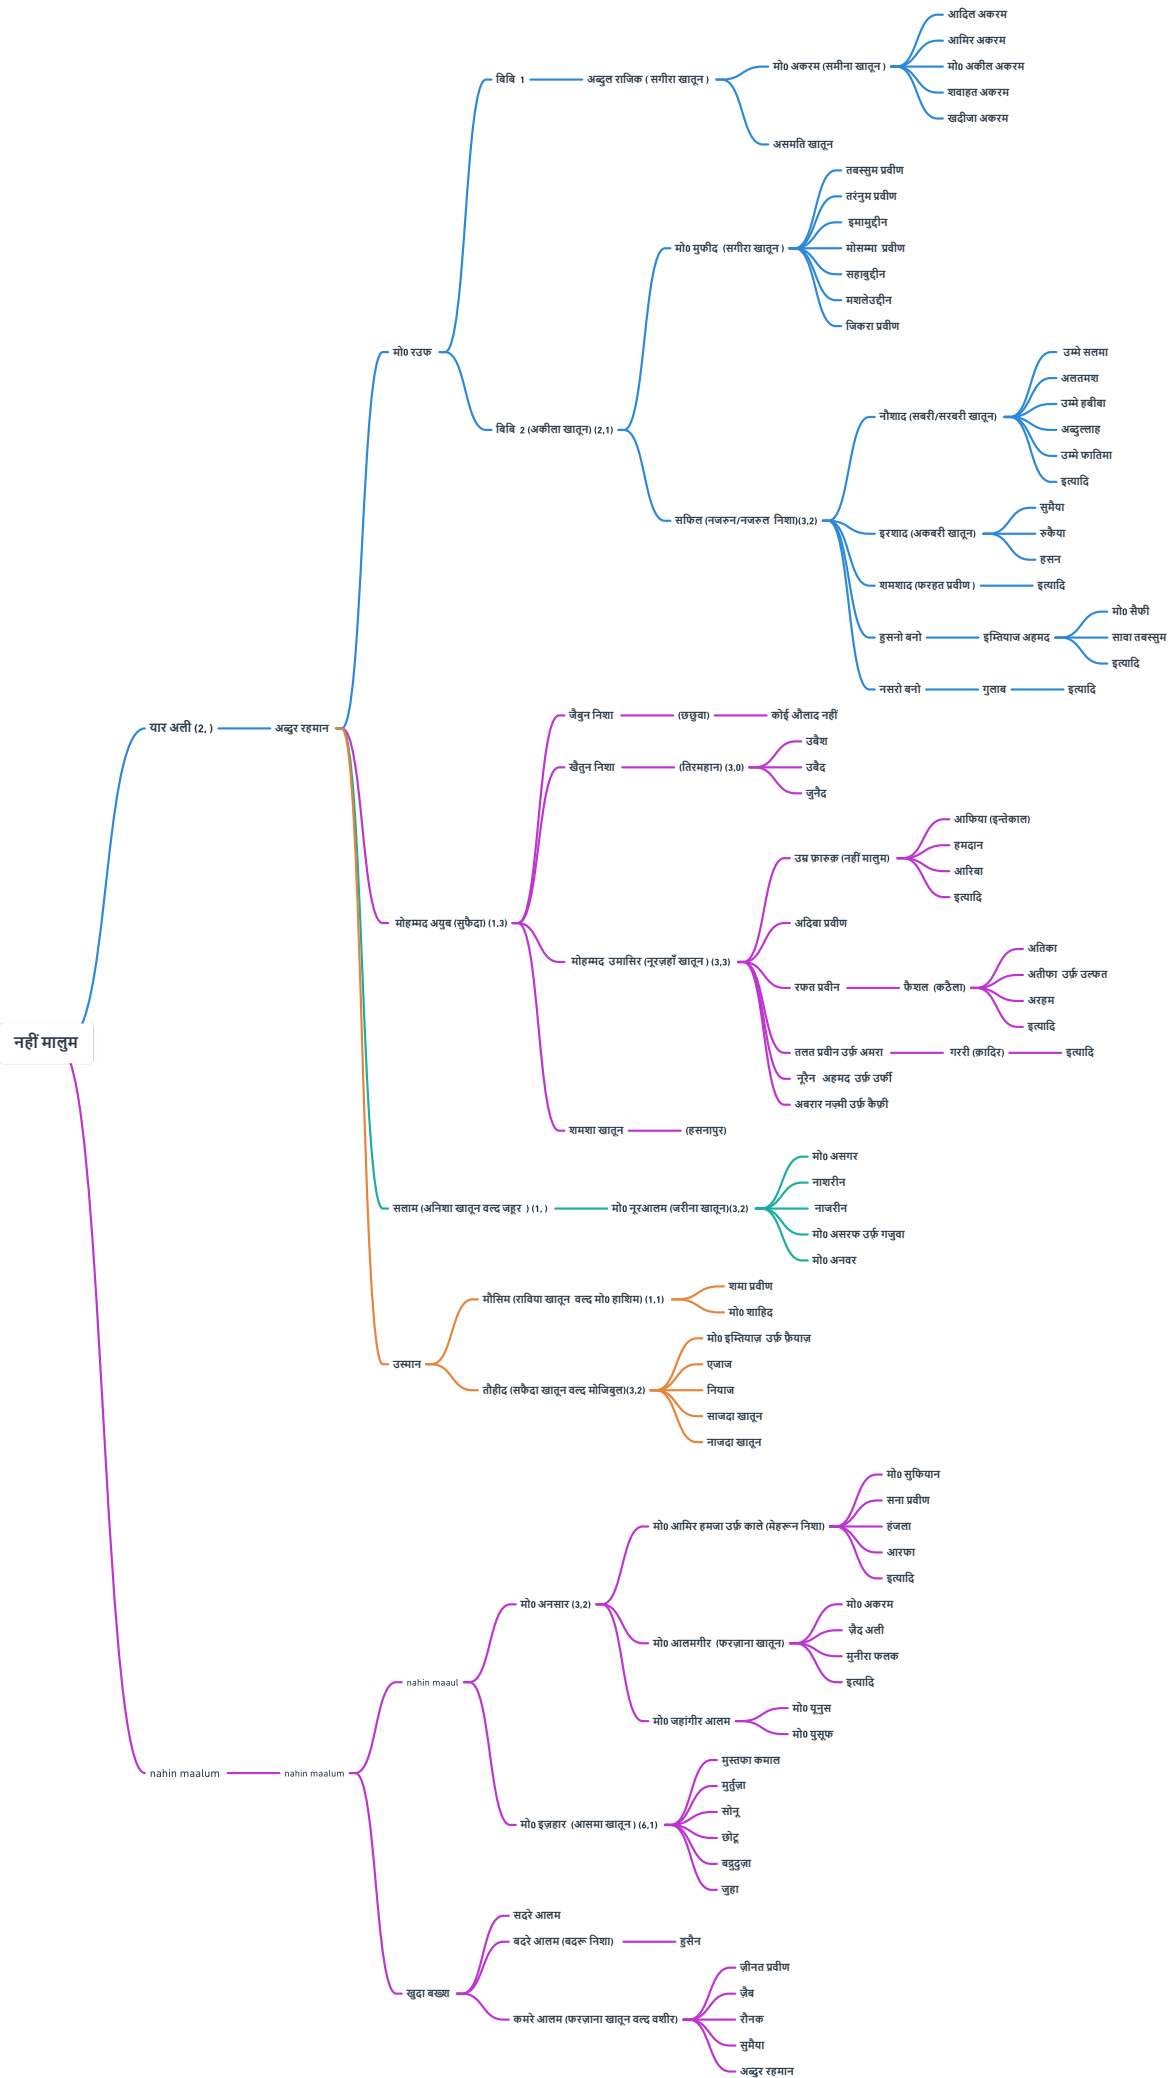 नहीं मालुम
यार अली (2, )
अब्दुर रहमान
मो0 रउफ
बिबि 1
अब्दुल राजिक ( सगीरा खातून )
मो0 अकरम (समीना खातून )
आदिल अकरम
आमिर अकरम
मो0 अकील अकरम
शवाहत अकरम
खदीजा अकरम
असमति खातून
बिबि 2 (अकीला खातून) (2,1)
मो0 मुफीद (सगीरा खातून )
तबस्सुम प्रवीण
तरंनुम प्रवीण
इमामुद्दीन
मोसम्मा प्रवीण
सहाबुद्दीन
मशलेउद्दीन
जिकरा प्रवीण
सफिल (नजरुन/नजरुल निशा)(3,2)
नौशाद (सबरी/सरबरी खातून)
उम्मे सलमा
अलतमश
उम्मे हबीबा
अब्दुल्लाह
उम्मे फातिमा
इत्यादि
इरशाद (अकबरी खातून)
सुमैया
रुकैया
हसन
शमशाद (फरहत प्रवीण )
इत्यादि
हुसनो बनो
इम्तियाज अहमद
मो0 सैफी
सावा तबस्सुम
इत्यादि
नसरो बनो
गुलाब
इत्यादि
मोहम्मद अयुब (सुफैदा) (1,3)
जैबुन निशा
(छछुवा)
कोई औलाद नहीं
खैतुन निशा
(तिरमहान) (3,0)
उबैश
उबैद
जुनैद
मोहम्मद उमासिर (नूरज़हाँ खातून ) (3,3)
उम्र फ़ारुक़ (नहीं मालुम)
आफिया (इन्तेकाल)
हमदान
आरिबा
इत्यादि
अदिबा प्रवीण
रफत प्रवीन
फैशल (कठैला)
अतिका
अतीफा उर्फ़ उल्फत
अरहम
इत्यादि
तलत प्रवीन उर्फ़ अमरा
गररी (क़ादिर)
इत्यादि
नूरैन अहमद उर्फ़ उर्फी
अबरार नज्मी उर्फ़ कैफ़ी
शमशा खातून
(हसनापुर)
सलाम (अनिशा खातून वल्द जहूर ) (1, )
मो0 नूरआलम (जरीना खातून)(3,2)
मो0 असगर
नाशरीन
नाजरीन
मो0 असरफ उर्फ़ गजुवा
मो0 अनवर
उस्मान
मौसिम (राविया खातून वल्द मो0 हाशिम) (1,1)
शमा प्रवीण
मो0 शाहिद
तौहीद (सफैदा खातून वल्द मोजिबुल)(3,2)
मो0 इम्तियाज़ उर्फ़ फ़ैयाज़
एजाज
नियाज
साजदा खातून
नाजदा खातून
nahin maalum
nahin maalum
nahin maaul
मो0 अनसार (3,2)
मो0 आमिर हमजा उर्फ़ काले (मेहरून निशा)
मो0 सुफियान
सना प्रवीण
हंजला
आरफा
इत्यादि
मो0 आलमगीर (फरज़ाना खातून)
मो0 अकरम
ज़ैद अली
मुनीरा फलक
इत्यादि
मो0 जहांगीर आलम
मो0 यूनुस
मो0 युसूफ
मो0 इज़हार (आसमा खातून ) (6,1)
मुस्तफा कमाल
मुर्तुज़ा
सोनू
छोटू
बद्रुदुज़ा
जुहा
खुदा बख्श
सदरे आलम
बदरे आलम (बदरू निशा)
हुसैन
कमरे आलम (फरज़ाना खातून वल्द वशीर)
ज़ीनत प्रवीण
ज़ैब
रौनक
सुमैया
अब्दुर रहमान